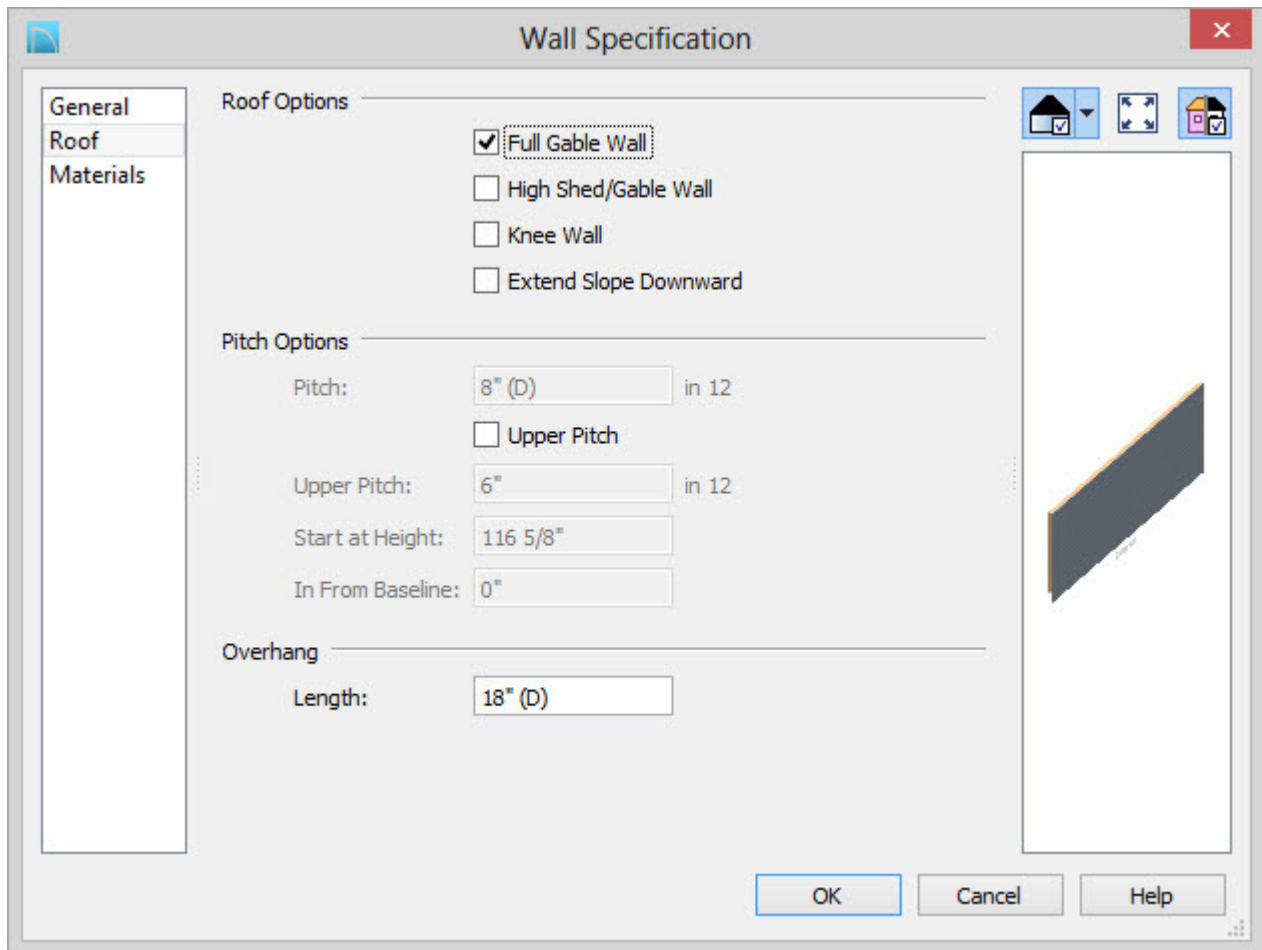 Wall Specification
General
Roof
Materials
Roof Options
Full Gable Wall
High Shed/Gable Wall
Knee Wall
Extend Slope Downward
Pitch Options
Pitch: 8" (D) in 12
Upper Pitch
Upper Pitch: 6" in 12
Start at Height: 116 5/8"
In From Baseline: 0"
Overhang
Length: 18" (D)
OK Cancel Help